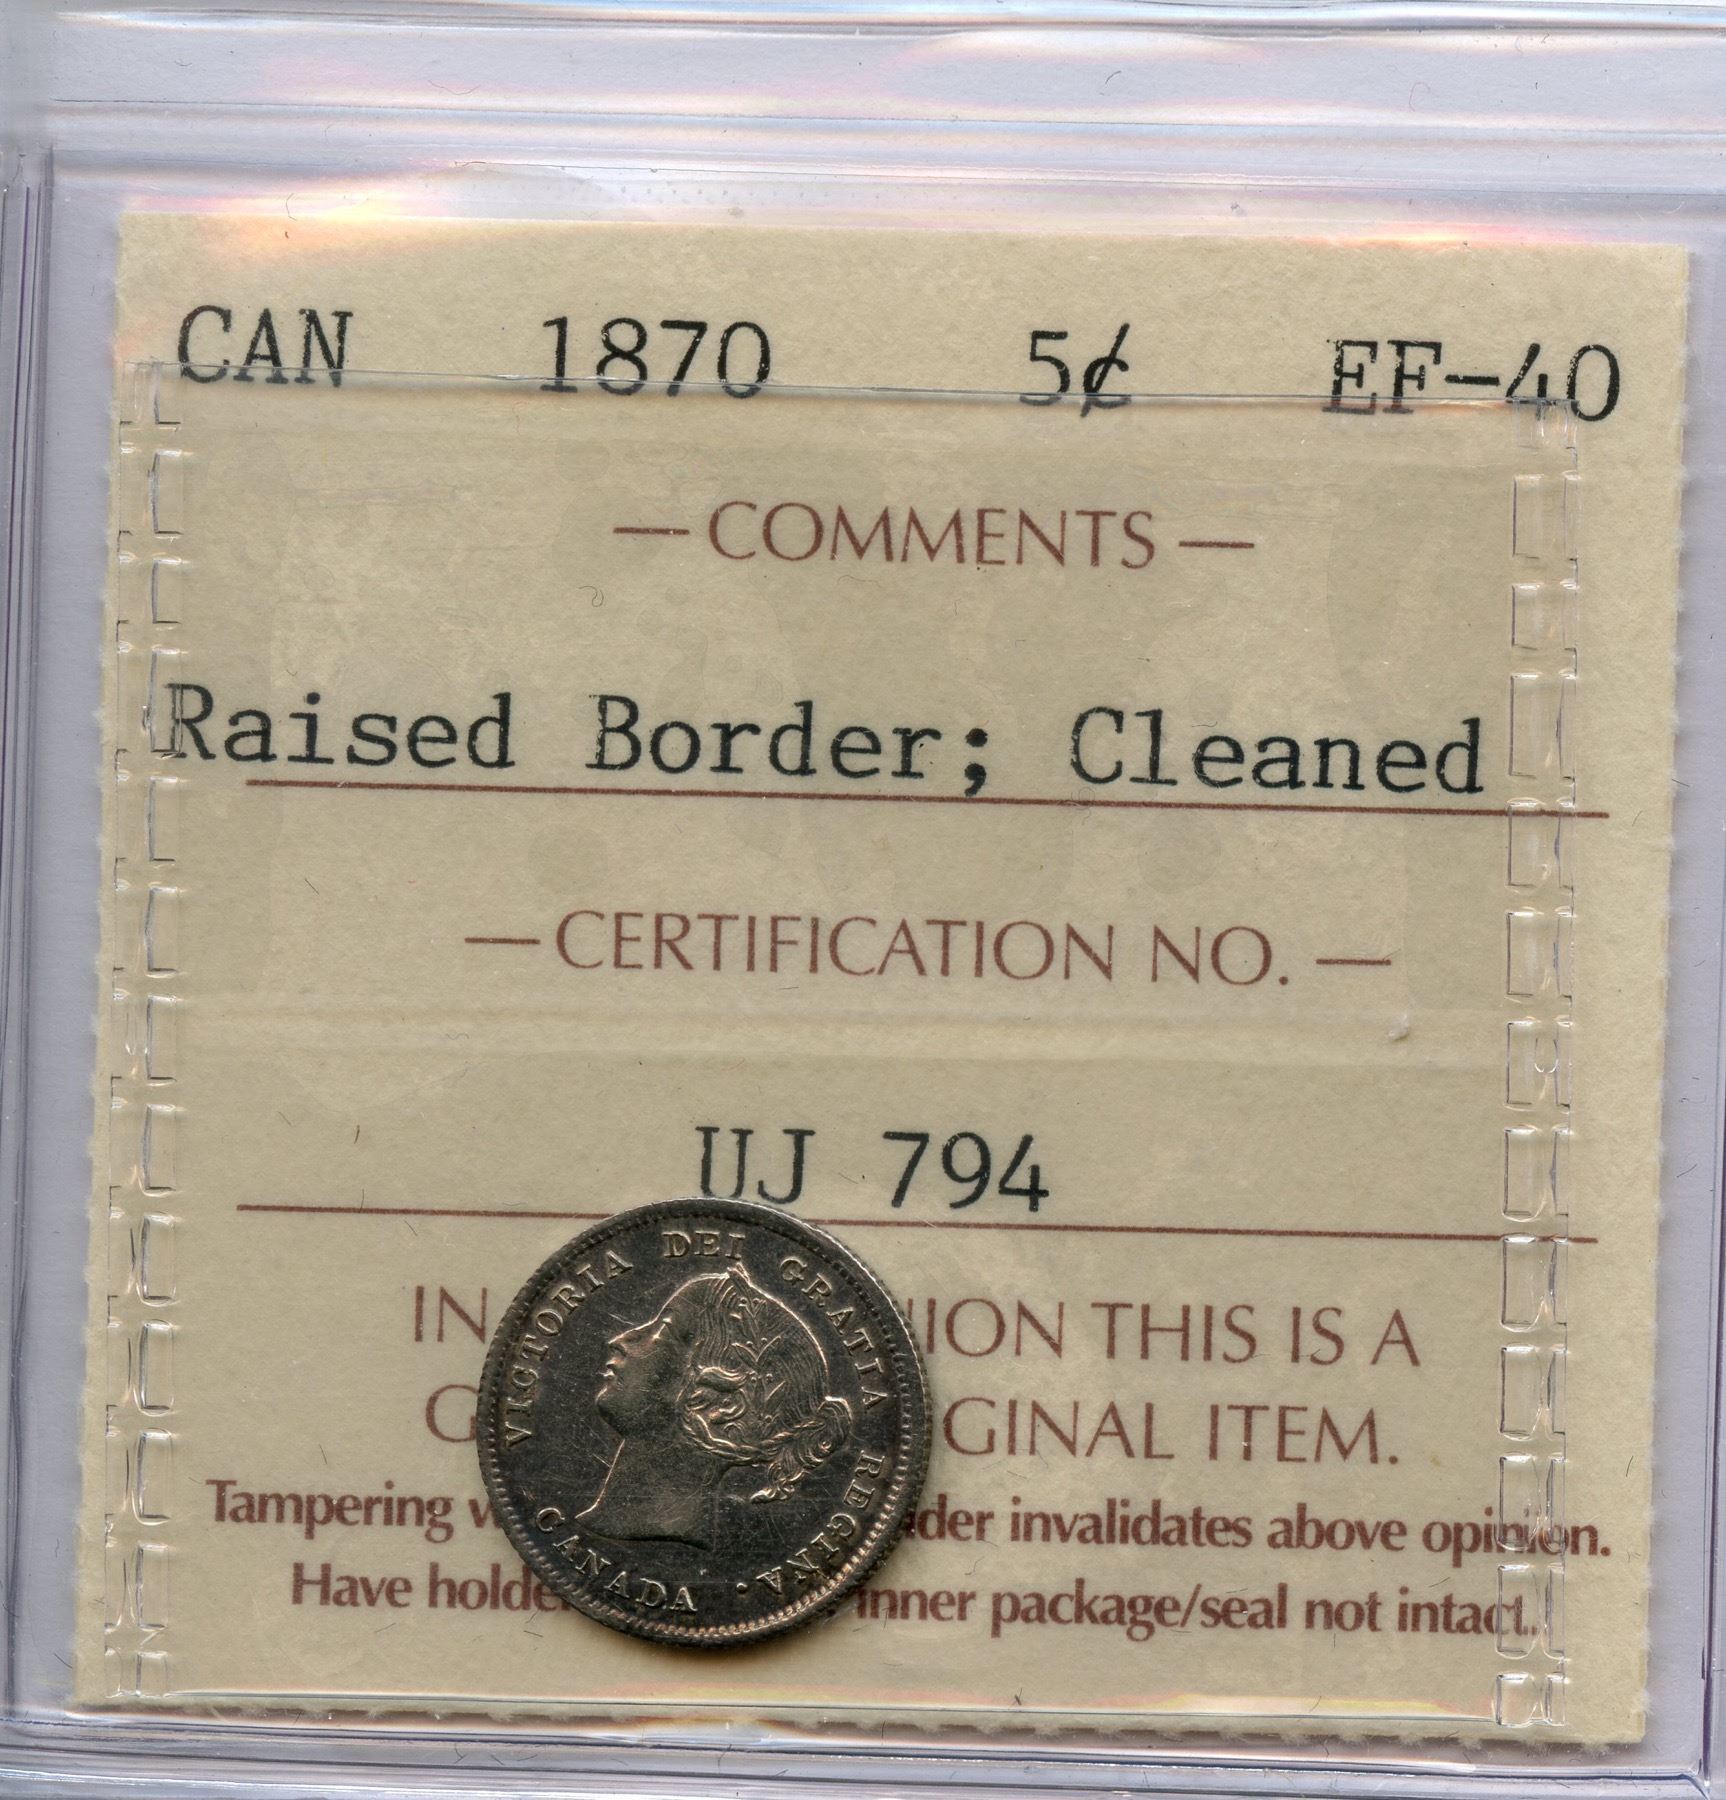 CAN 1870 5¢ EF-40
— COMMENTS —
Raised Border; Cleaned
— CERTIFICATION NO. —
UJ 794
IN ION THIS IS A
G GINAL ITEM.
Tampering w der invalidates above opinion.
Have holde inner package/seal not intact.
VICTORIA DEI GRATIA REGINA.
CANADA